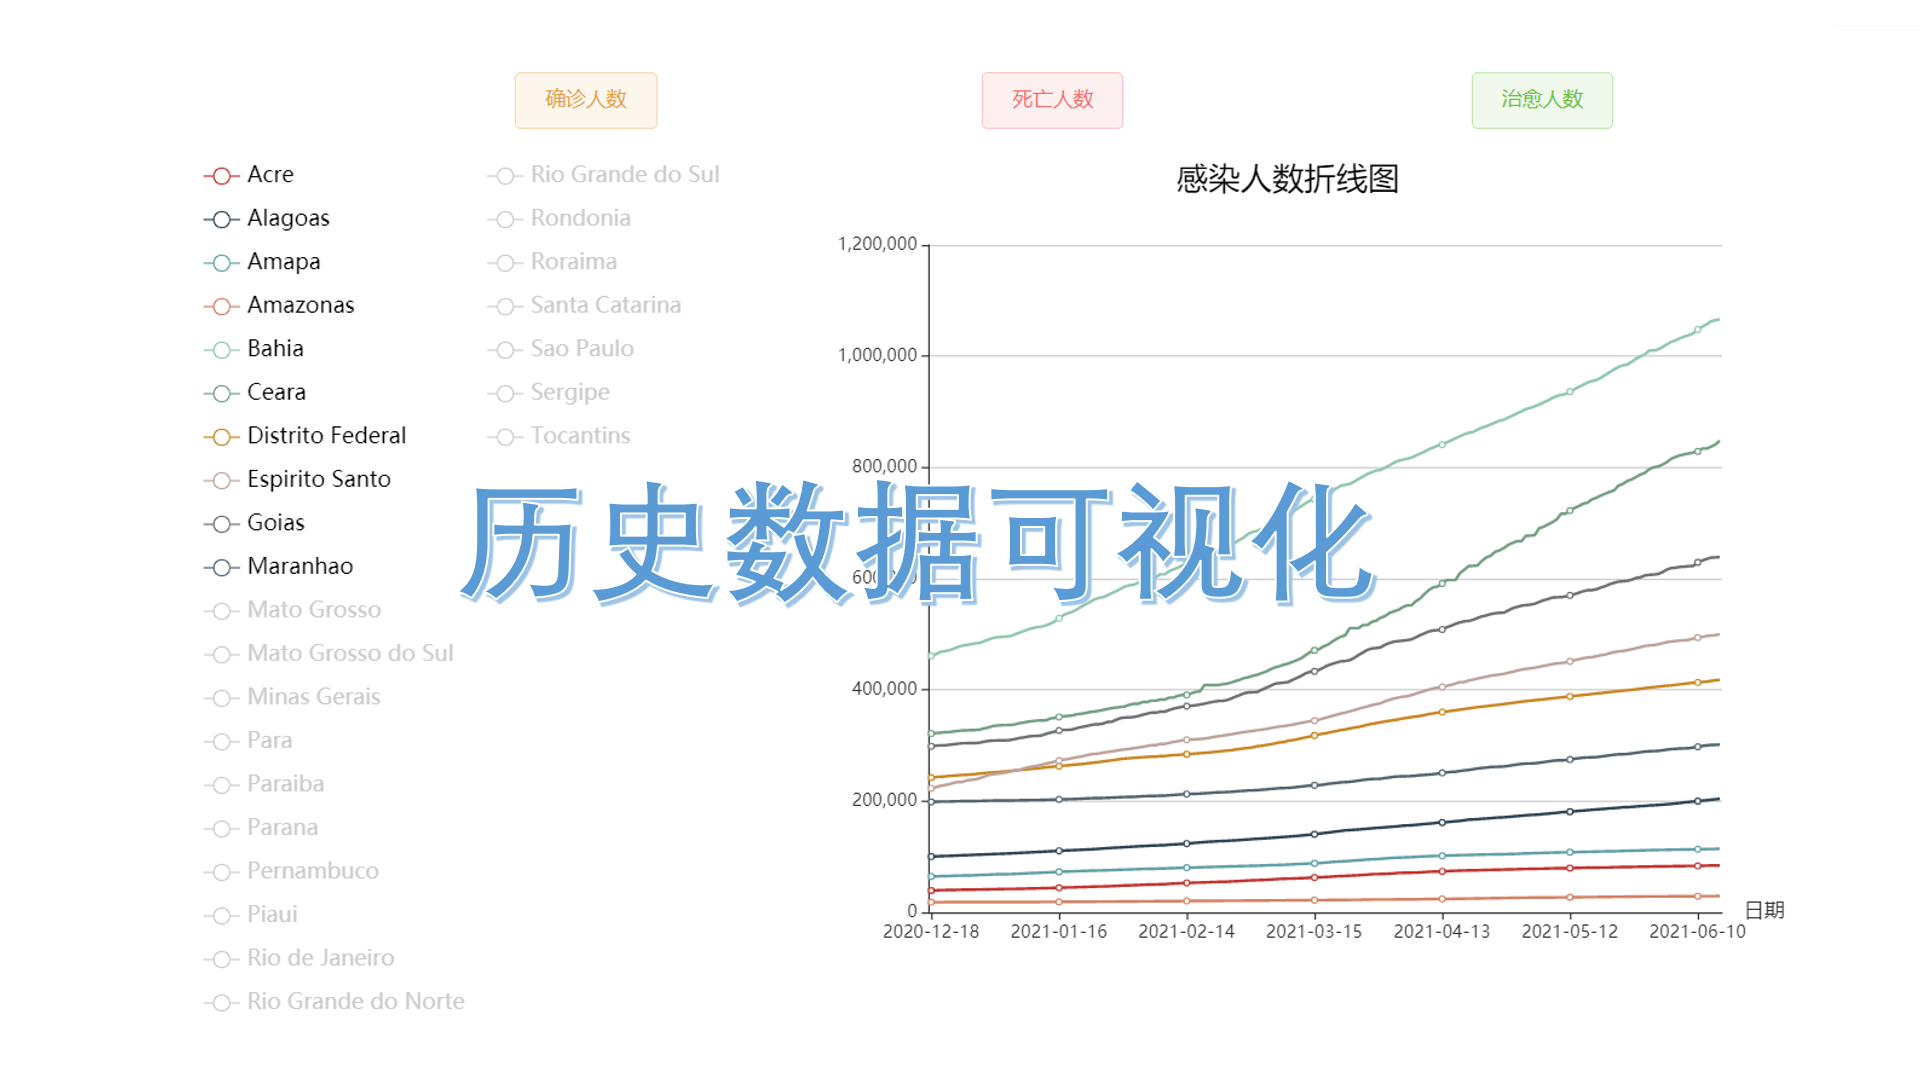 确诊人数
死亡人数
治愈人数
Acre
Alagoas
Amapa
Amazonas
Bahia
Ceara
Distrito Federal
Espirito Santo
Goias
Maranhao
Mato Grosso
Mato Grosso do Sul
Minas Gerais
Para
Paraiba
Parana
Pernambuco
Piaui
Rio de Janeiro
Rio Grande do Norte
Rio Grande do Sul
Rondonia
Roraima
Santa Catarina
Sao Paulo
Sergipe
Tocantins
感染人数折线图
1,200,000
1,000,000
800,000
400,000
200,000
0
2020-12-18
2021-01-16
2021-02-14
2021-03-15
2021-04-13
2021-05-12
2021-06-10
日期
历史数据可视化